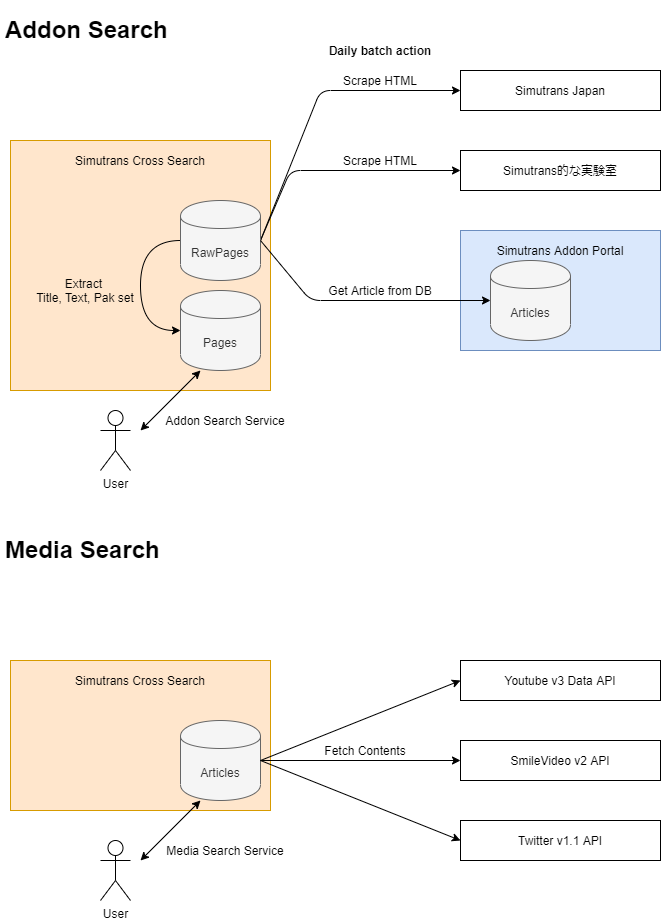 Addon Search
Daily batch action
Scrape HTML
Simutrans Japan
Simutrans Cross Search
Scrape HTML
Simutrans的な実験室
RawPages
Simutrans Addon Portal
Extract
Title, Text, Pak set
Get Article from DB
Articles
Pages
Addon Search Service
User
Media Search
Simutrans Cross Search
Youtube v3 Data API
Articles
Fetch Contents
SmileVideo v2 API
Twitter v1.1 API
Media Search Service
User